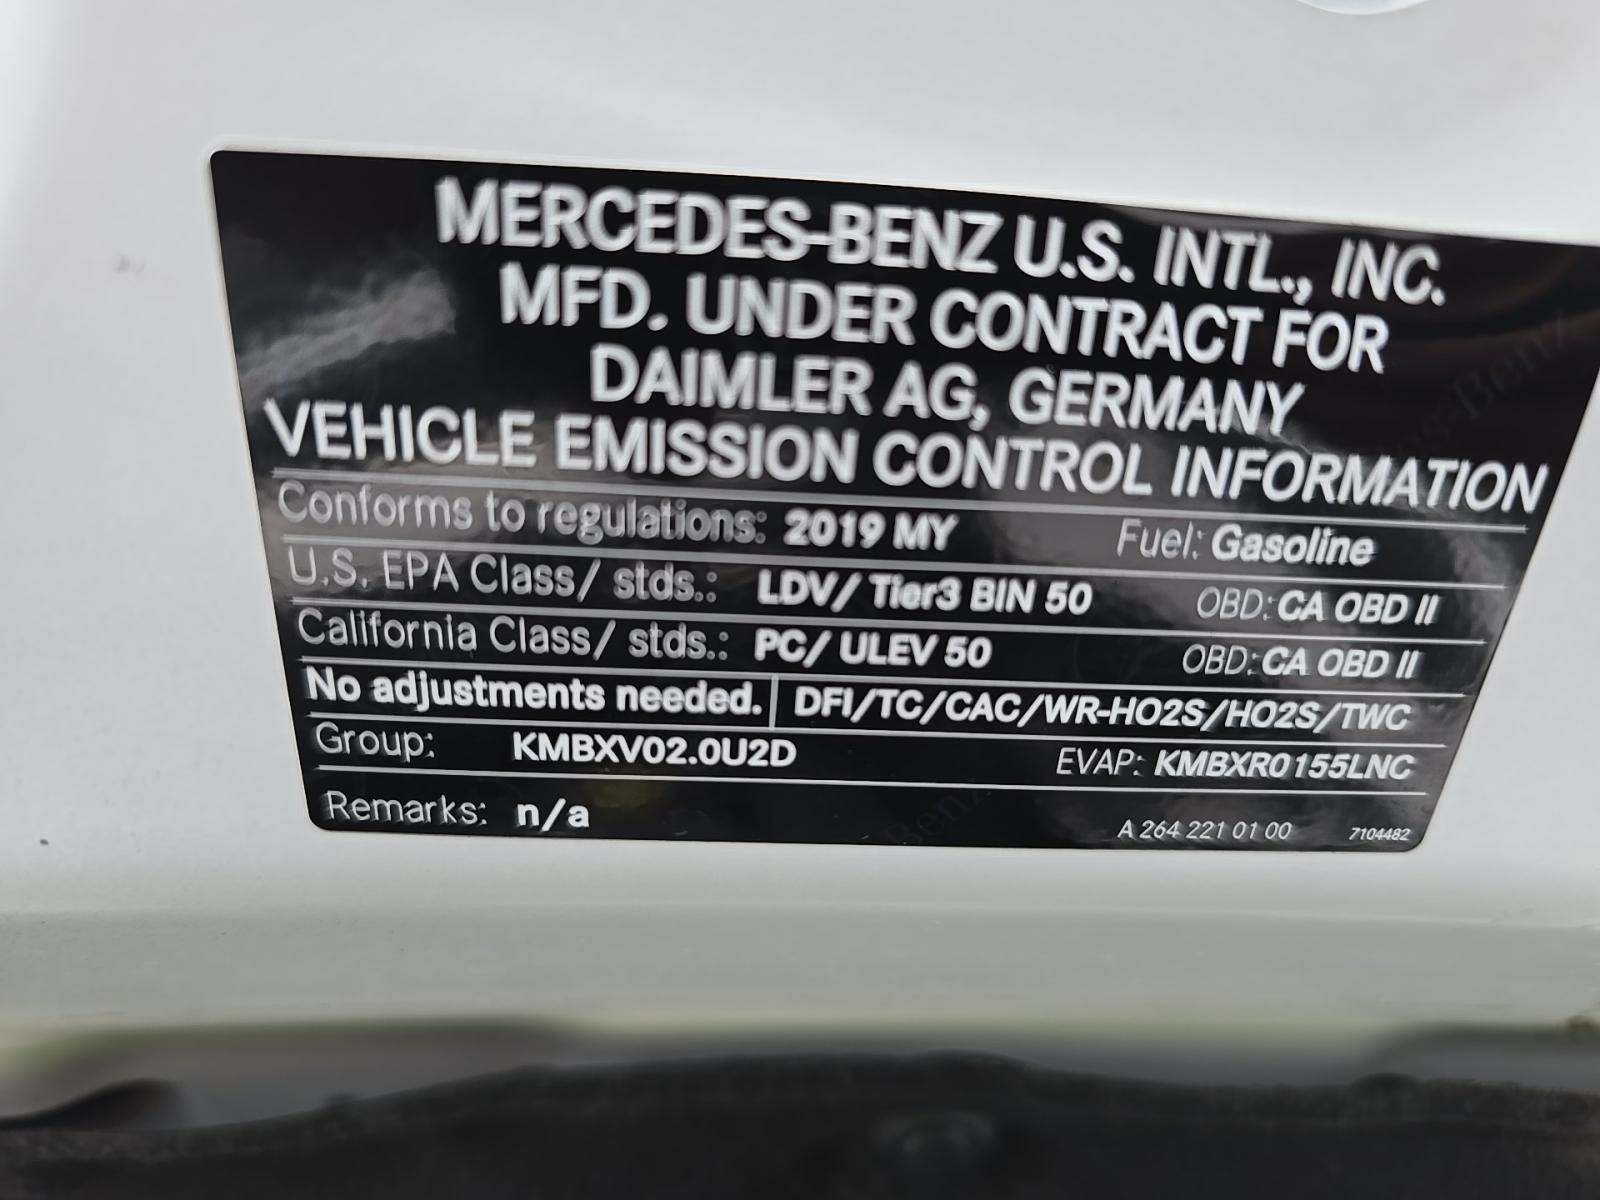 MERCEDES-BENZ U.S. INTL., INC.
MFD. UNDER CONTRACT FOR
DAIMLER AG, GERMANY
VEHICLE EMISSION CONTROL INFORMATION
Conforms to regulations: 2019 MY Fuel: Gasoline
U.S. EPA Class/ stds.: LDV/ Tier3 BIN 50 OBD: CA OBD II
California Class/ stds.: PC/ ULEV 50 OBD: CA OBD II
No adjustments needed. DFI/TC/CAC/WR-HO2S/HO2S/TWC
Group: KMBXV02.0U2D EVAP: KMBXR0155LNC
Remarks: n/a
A 264 221 01 00 7104482